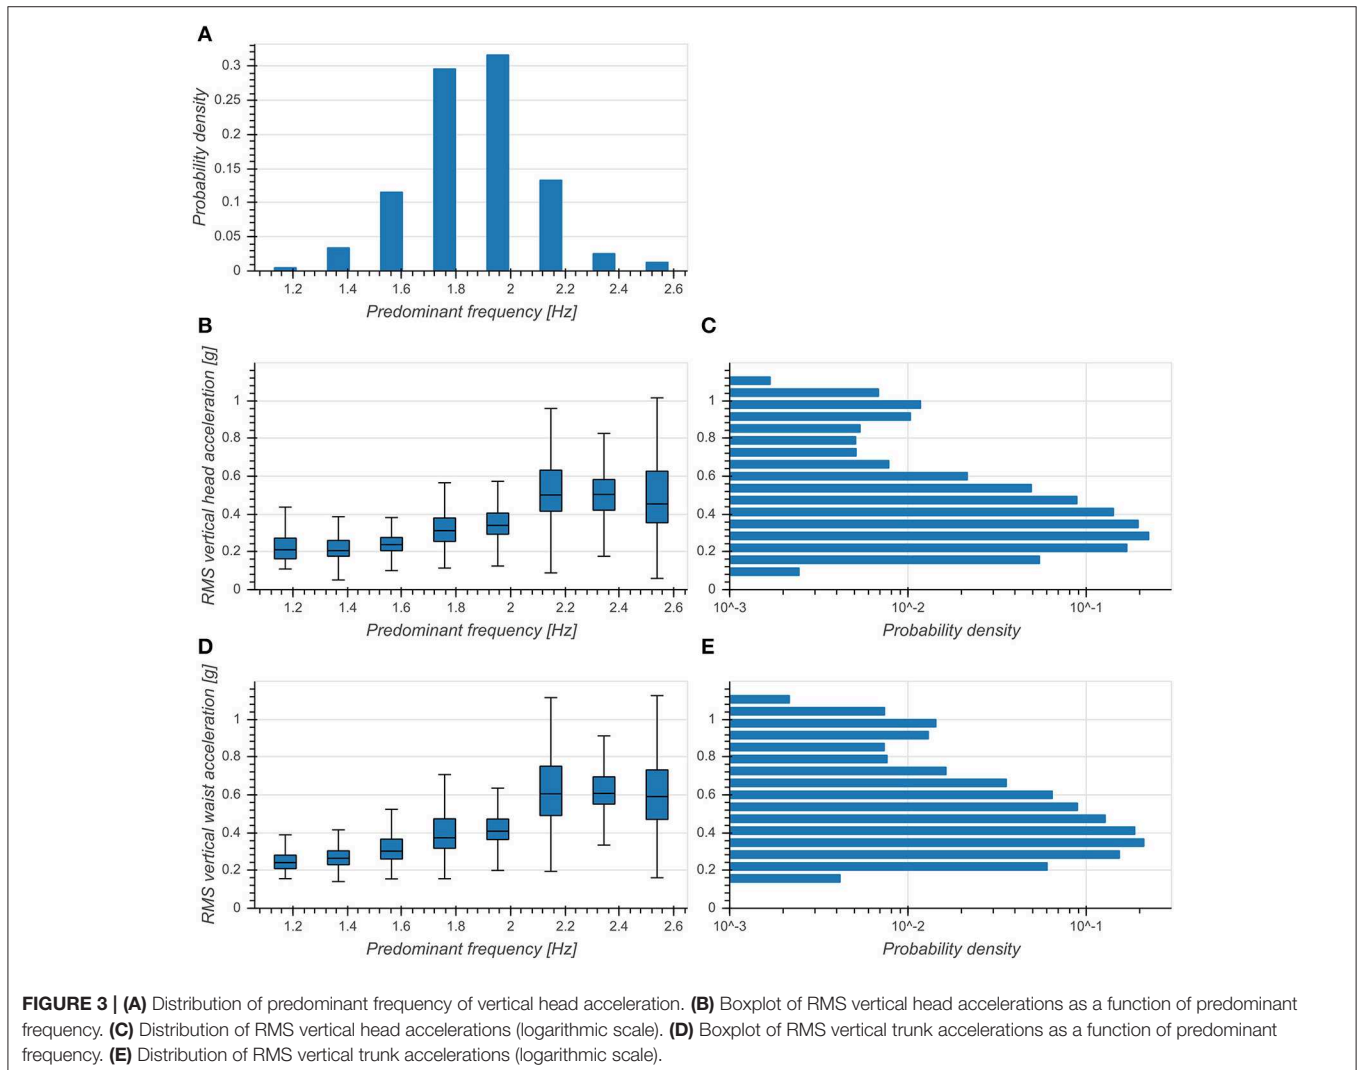 A
Probability density
0.3
0.25
0.2
0.15
0.1
0.05
0
1.2 1.4 1.6 1.8 2 2.2 2.4 2.6
Predominant frequency [Hz]
B
RMS vertical head acceleration [g]
1
0.8
0.6
0.4
0.2
0
1.2 1.4 1.6 1.8 2 2.2 2.4 2.6
Predominant frequency [Hz]
C
1
0.8
0.6
0.4
0.2
0
10^-3 10^-2 10^-1
Probability density
D
RMS vertical waist acceleration [g]
1
0.8
0.6
0.4
0.2
0
1.2 1.4 1.6 1.8 2 2.2 2.4 2.6
Predominant frequency [Hz]
E
1
0.8
0.6
0.4
0.2
0
10^-3 10^-2 10^-1
Probability density
FIGURE 3 | (A) Distribution of predominant frequency of vertical head acceleration. (B) Boxplot of RMS vertical head accelerations as a function of predominant
frequency. (C) Distribution of RMS vertical head accelerations (logarithmic scale). (D) Boxplot of RMS vertical trunk accelerations as a function of predominant
frequency. (E) Distribution of RMS vertical trunk accelerations (logarithmic scale).